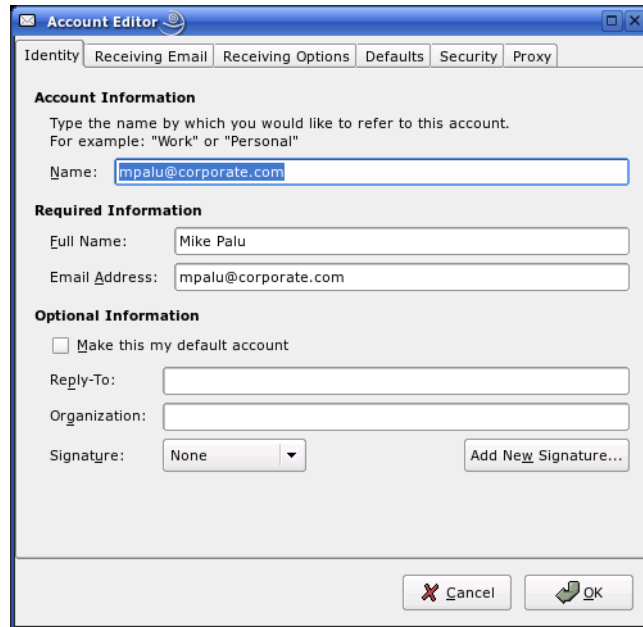 Account Editor
Identity Receiving Email Receiving Options Defaults Security Proxy
Account Information
Type the name by which you would like to refer to this account.
For example: "Work" or "Personal"
Name: mpalu@corporate.com
Required Information
Full Name: Mike Palu
Email Address: mpalu@corporate.com
Optional Information
Make this my default account
Reply-To:
Organization:
Signature: None Add New Signature...
Cancel OK